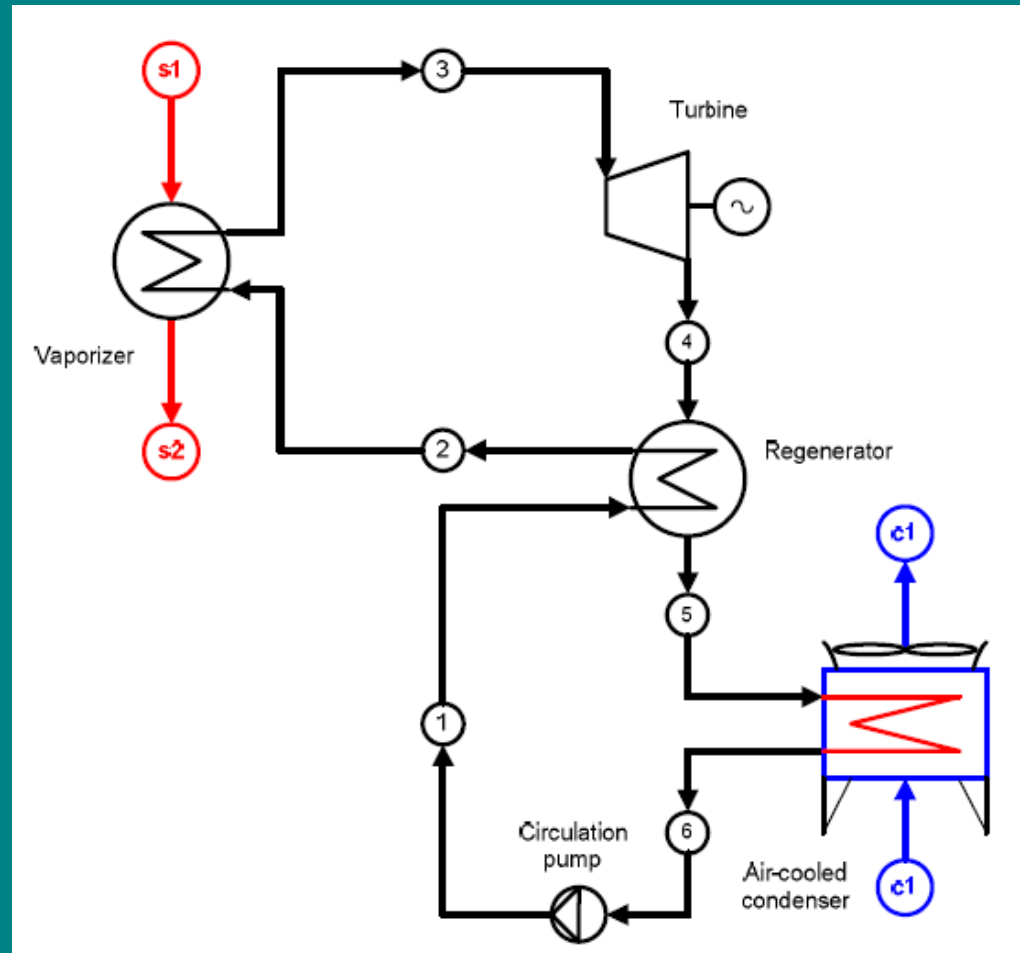 s1
3
Turbine
~
Vaporizer
4
s2
2
Regenerator
c1
5
1
6
Circulation
pump
Air-cooled
condenser
c1